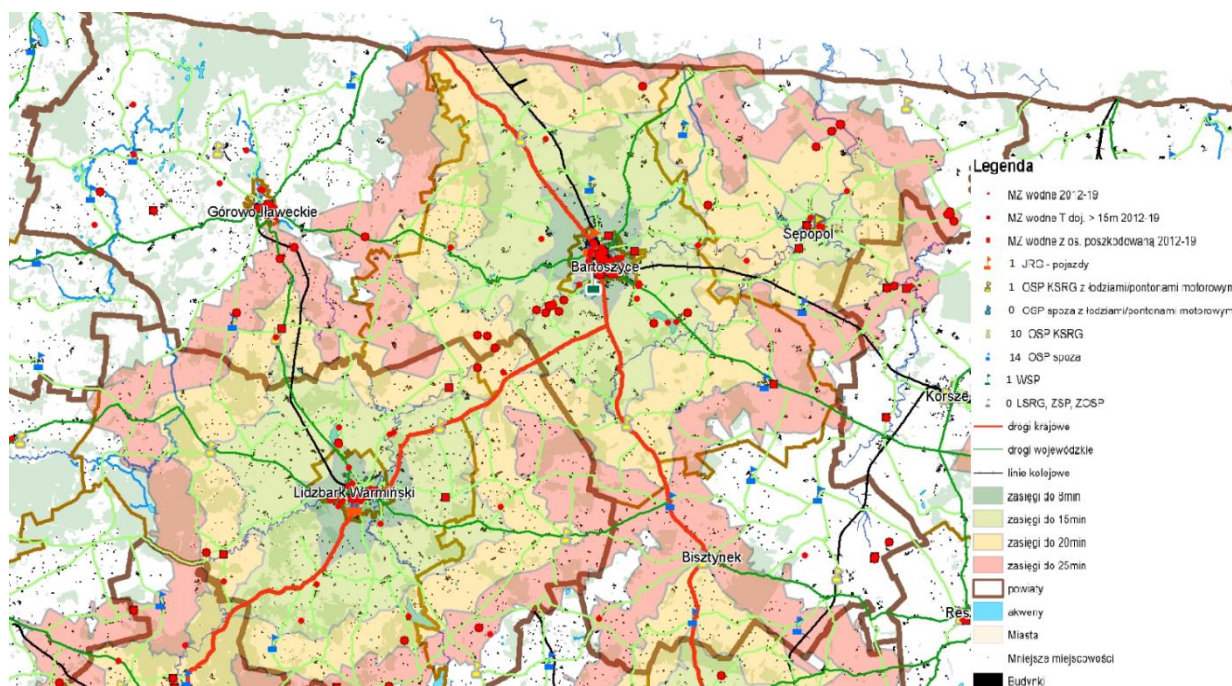 Górowo Iławeckie
Sępopol
Bartoszyce
Korsze
Lidzbark Warmiński
Bisztynek
Res
Legenda
MZ wodne 2012-19
MZ wodne T doj. > 15m 2012-19
MZ wodne z os. poszkodowaną 2012-19
1 JRG - pojazdy
1 OSP KSRG z łodziami/pontonami motorowym
0 OSP spoza z łodziami/pontonami motorowym
10 OSP KSRG
14 OSP spoza
1 WSP
0 LSRG, ZSP, ZOSP
drogi krajowe
drogi wojewódzkie
linie kolejowe
zasięgi do 8min
zasięgi do 15min
zasięgi do 20min
zasięgi do 25min
powiaty
akweny
Miasta
Mniejsze miejscowości
Budynki